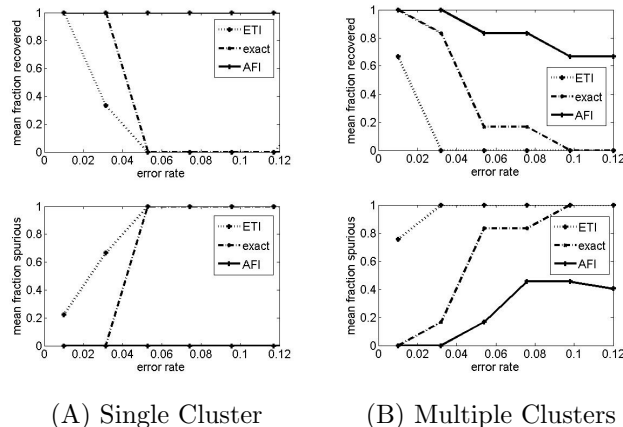 mean fraction recovered
1
0.8
0.6
0.4
0.2
0
0 0.02 0.04 0.06 0.08 0.1 0.12
error rate
ETI
exact
AFI
mean fraction recovered
1
0.8
0.6
0.4
0.2
0
0 0.02 0.04 0.06 0.08 0.1 0.12
error rate
ETI
exact
AFI
mean fraction spurious
1
0.8
0.6
0.4
0.2
0
0 0.02 0.04 0.06 0.08 0.1 0.12
error rate
ETI
exact
AFI
mean fraction spurious
1
0.8
0.6
0.4
0.2
0
0 0.02 0.04 0.06 0.08 0.1 0.12
error rate
ETI
exact
AFI
(A) Single Cluster
(B) Multiple Clusters